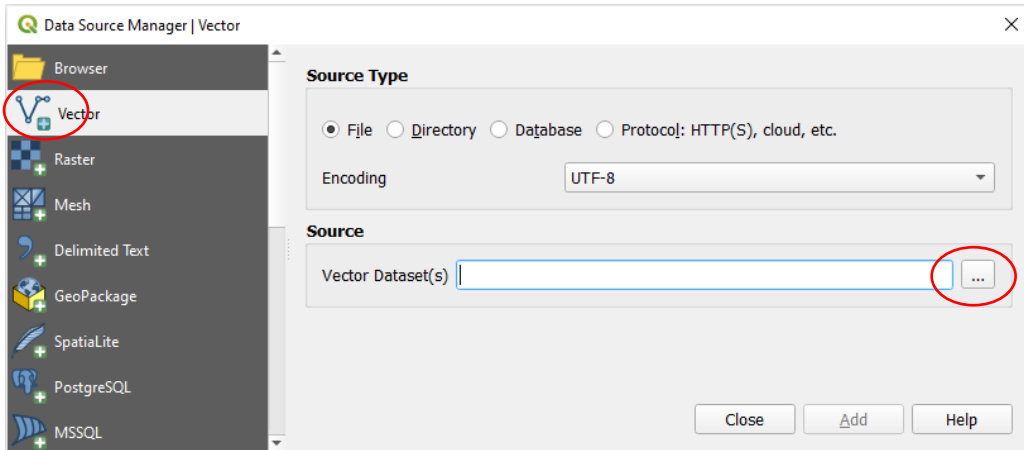 Data Source Manager | Vector
Browser
Vector
Raster
Mesh
Delimited Text
GeoPackage
SpatiaLite
PostgreSQL
MSSQL
Source Type
File Directory Database Protocol: HTTP(S), cloud, etc.
Encoding UTF-8
Source
Vector Dataset(s) ...
Close Add Help